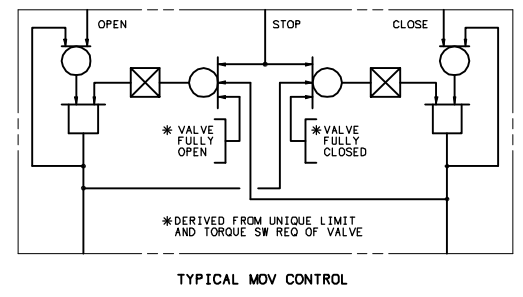 OPEN
STOP
CLOSE
* VALVE
FULLY
OPEN
* VALVE
FULLY
CLOSED
* DERIVED FROM UNIQUE LIMIT
AND TORQUE SW REQ OF VALVE
TYPICAL MOV CONTROL